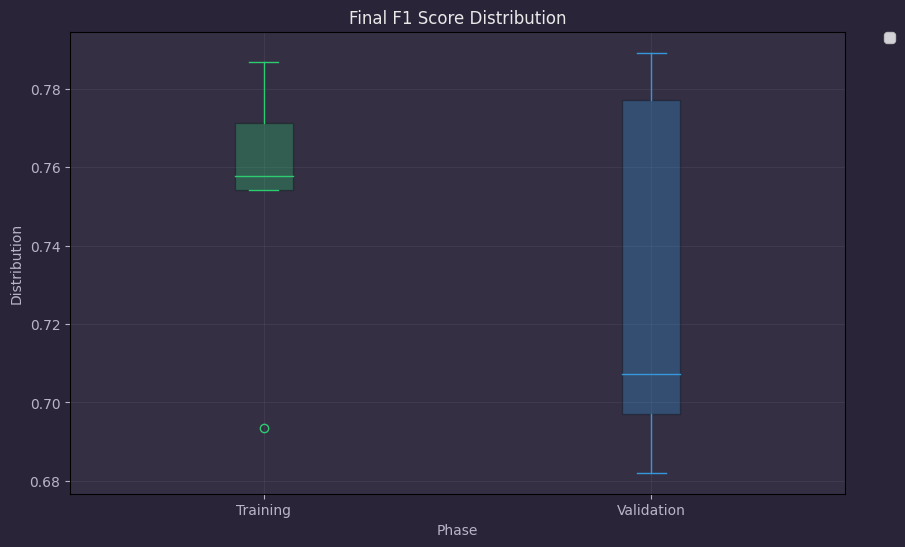 Final F1 Score Distribution
0.78
0.76
0.74
0.72
0.70
0.68
Distribution
Training
Validation
Phase